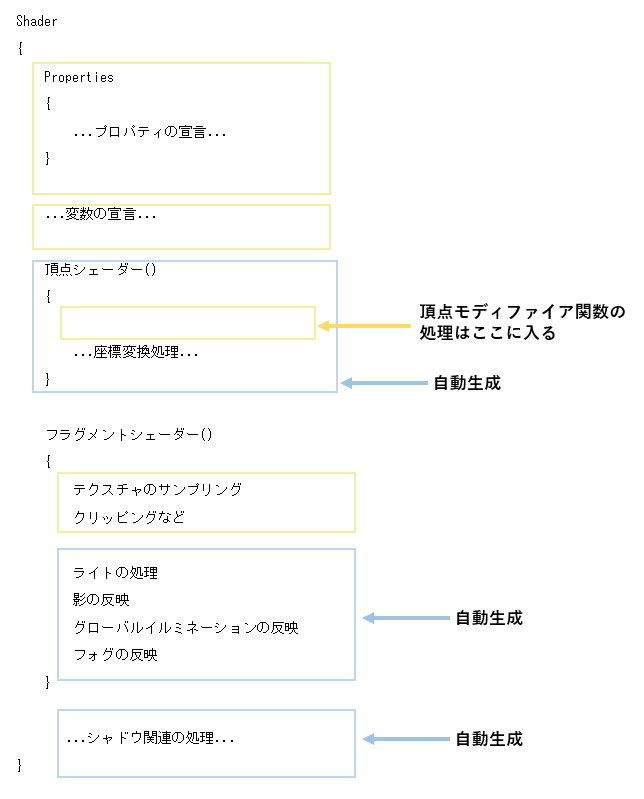 Shader
{
Properties
{
...プロパティの宣言...
}
...変数の宣言...
頂点シェーダー()
{
頂点モディファイア関数の
処理はここに入る
...座標変換処理...
}
自動生成
フラグメントシェーダー()
{
テクスチャのサンプリング
クリッピングなど
ライトの処理
影の反映
グローバルイルミネーションの反映
フォグの反映
自動生成
}
...シャドウ関連の処理...
自動生成
}